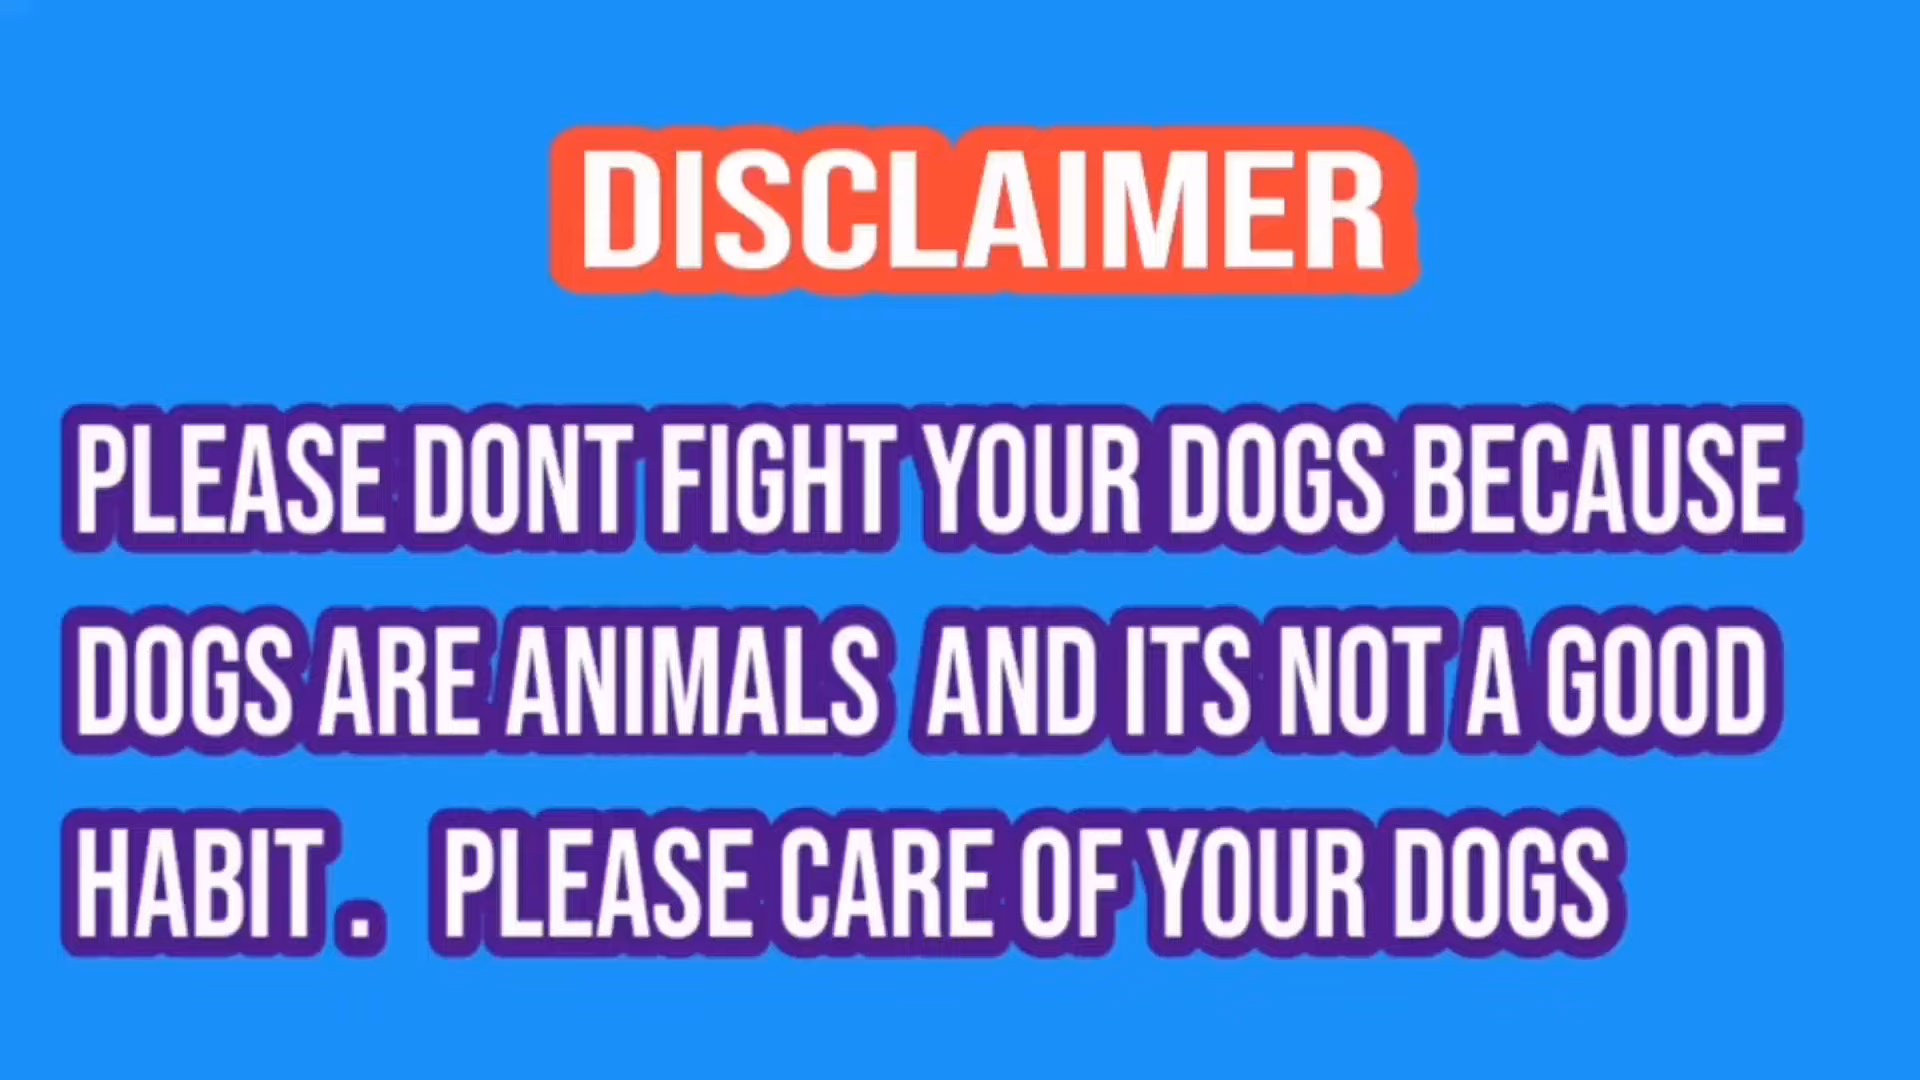 DISCLAIMER
PLEASE DONT FIGHT YOUR DOGS BECAUSE
DOGS ARE ANIMALS AND ITS NOT A GOOD
HABIT. PLEASE CARE OF YOUR DOGS